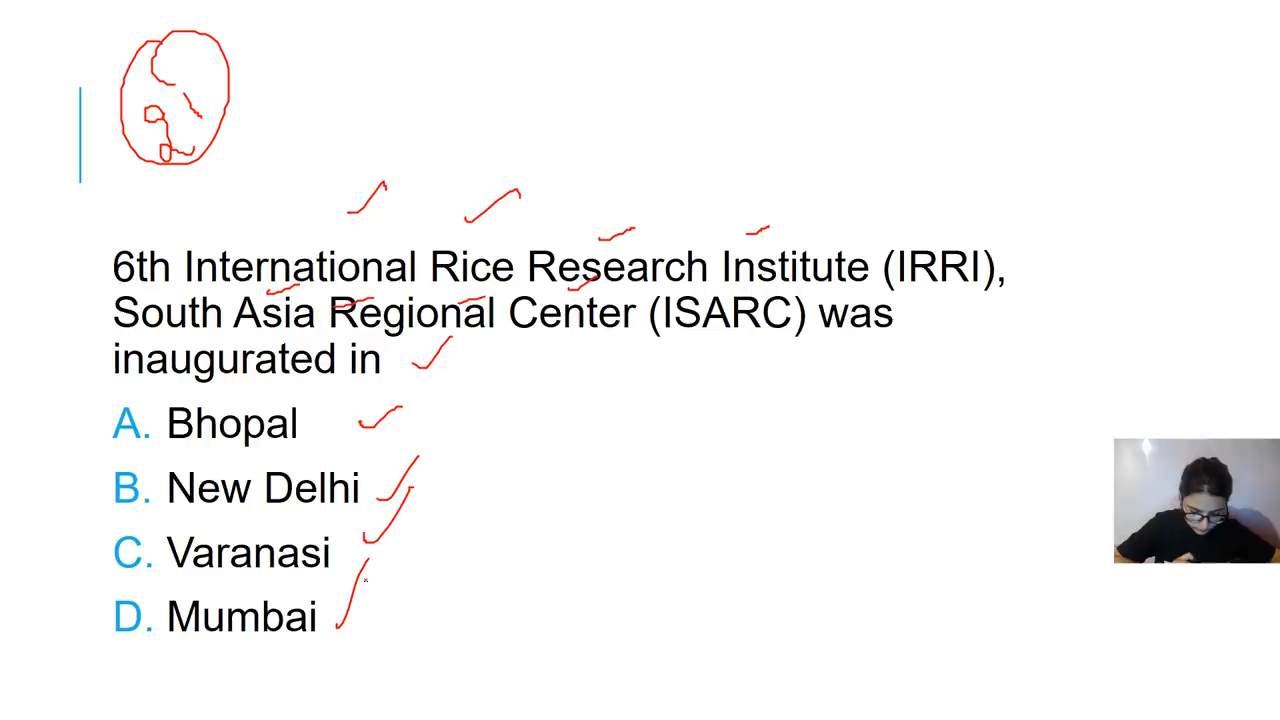 6th International Rice Research Institute (IRRI),
South Asia Regional Center (ISARC) was
inaugurated in
A. Bhopal
B. New Delhi
C. Varanasi
D. Mumbai